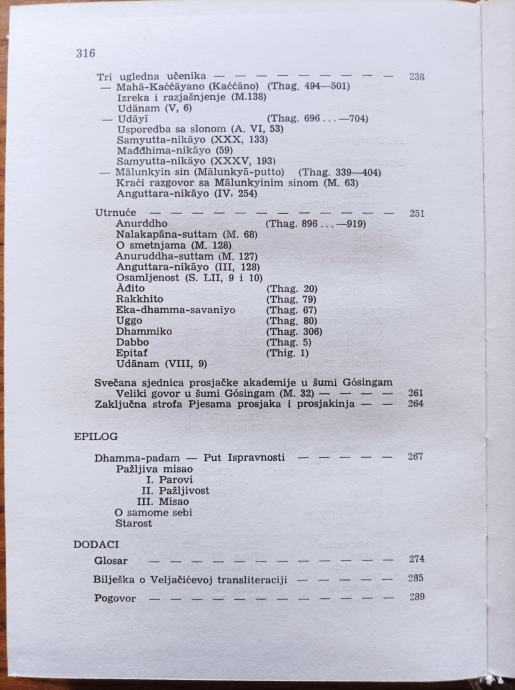 316
Tri ugledna učenika — — — — — — — — — 238
— Mahā-Kaććāyano (Kaććāno) (Thag. 494—501)
Izreka i razjašnjenje (M.138)
Udānam (V, 6)
— Udāyī (Thag. 696 ... —704)
Usporedba sa slonom (A. VI, 53)
Samyutta-nikāyo (XXX, 133)
Mađđhima-nikāyo (59)
Samyutta-nikāyo (XXXV, 193)
— Mālunkyin sin (Mālunkyā-putto) (Thag. 339—404)
Kraći razgovor sa Mālunkyinim sinom (M. 63)
Anguttara-nikāyo (IV. 254)
Utrnuće — — — — — — — — — — — — 251
Anurddho (Thag. 896 ... —919)
Nalakapāna-suttam (M. 68)
O smetnjama (M. 128)
Anuruddha-suttam (M. 127)
Anguttara-nikāyo (III, 128)
Osamljenost (S. LII, 9 i 10)
Àđito (Thag. 20)
Rakkhito (Thag. 79)
Eka-dhamma-savanīyo (Thag. 67)
Uggo (Thag. 80)
Dhammiko (Thag. 306)
Dabbo (Thag. 5)
Epitaf (Thig. 1)
Udānam (VIII, 9)
Svečana sjednica prosjačke akademije u šumi Gósingam
Veliki govor u šumi Gósingam (M. 32) — — — — 261
Zaključna strofa Pjesama prosjaka i prosjakinja — — 264
EPILOG
Dhamma-padam — Put Ispravnosti — — — — — 267
Pažljiva misao
I. Parovi
II. Pažljivost
III. Misao
O samome sebi
Starost
DODACI
Glosar — — — — — — — — — — — — 274
Bilješka o Veljačićevoj transliteraciji — — — — — 285
Pogovor — — — — — — — — — — — — 289